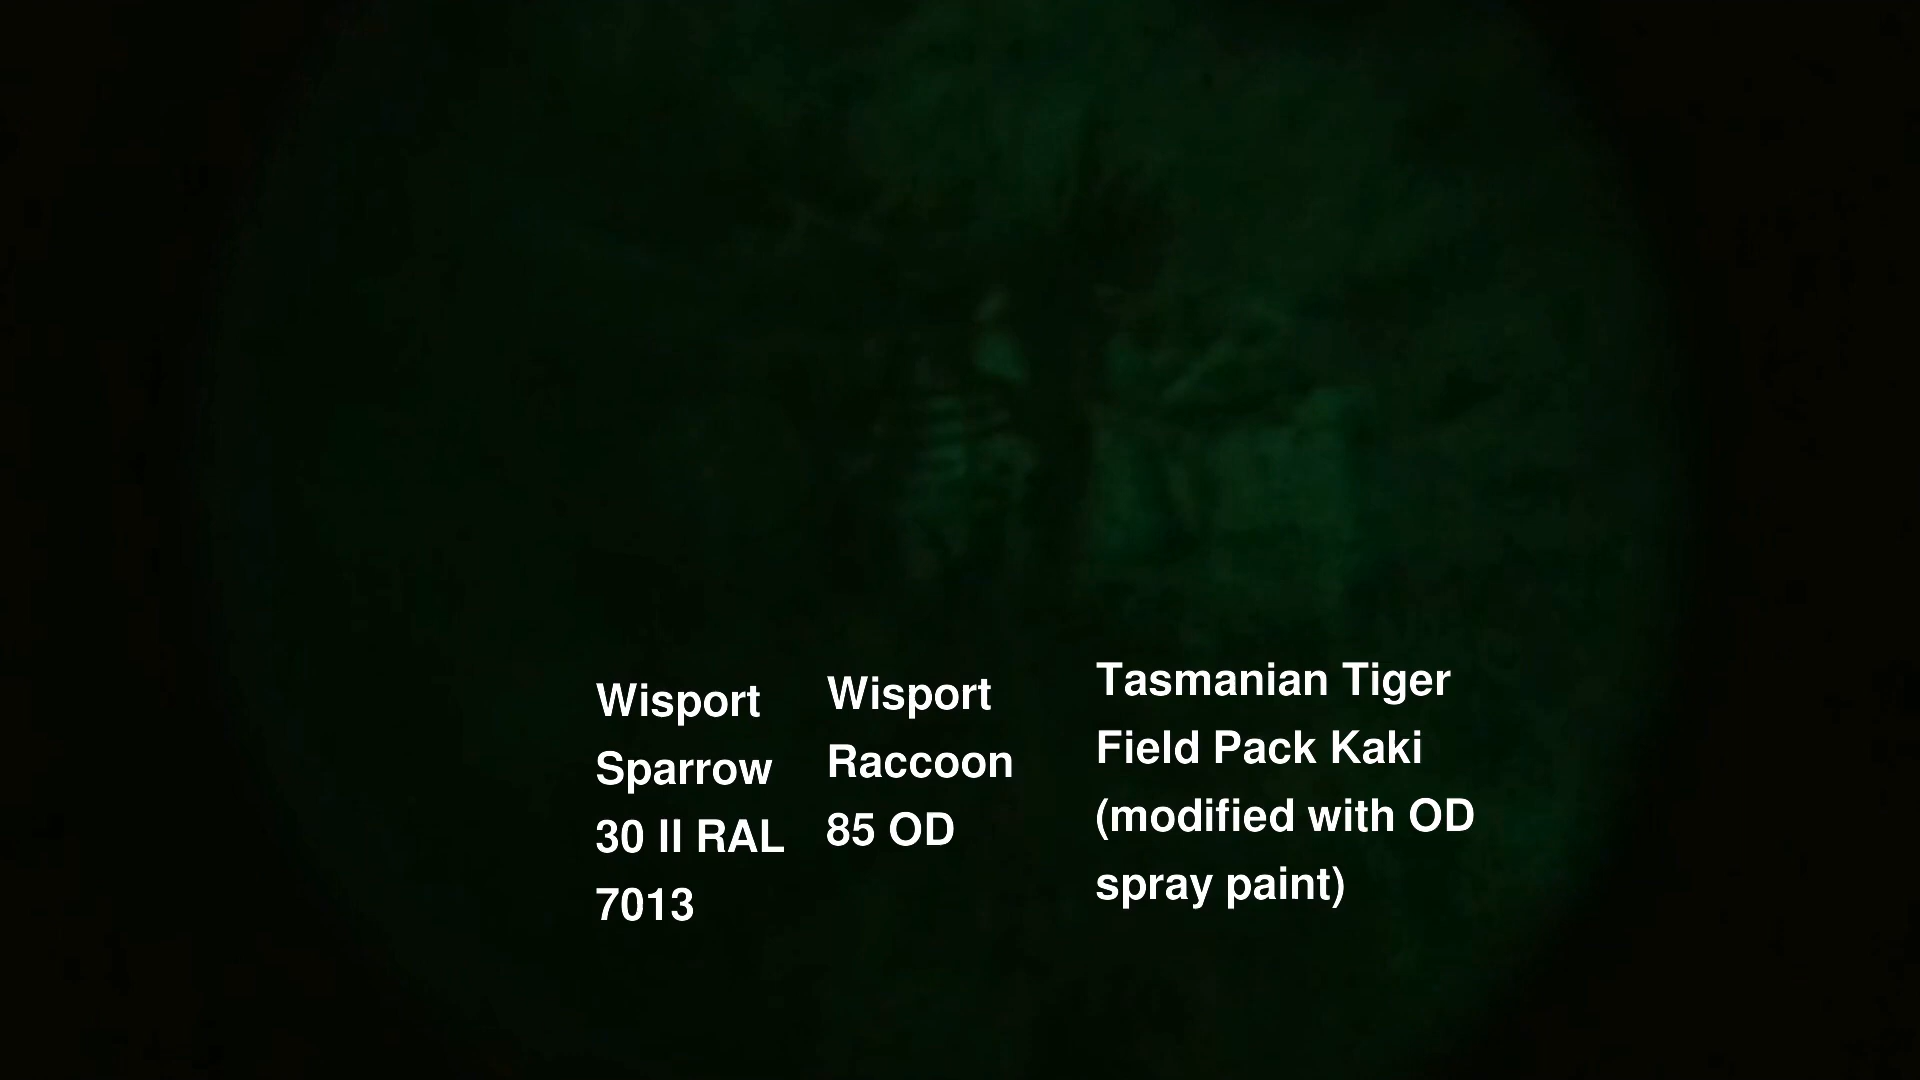 Wisport
Sparrow
30 II RAL
7013
Wisport
Raccoon
85 OD
Tasmanian Tiger
Field Pack Kaki
(modified with OD
spray paint)